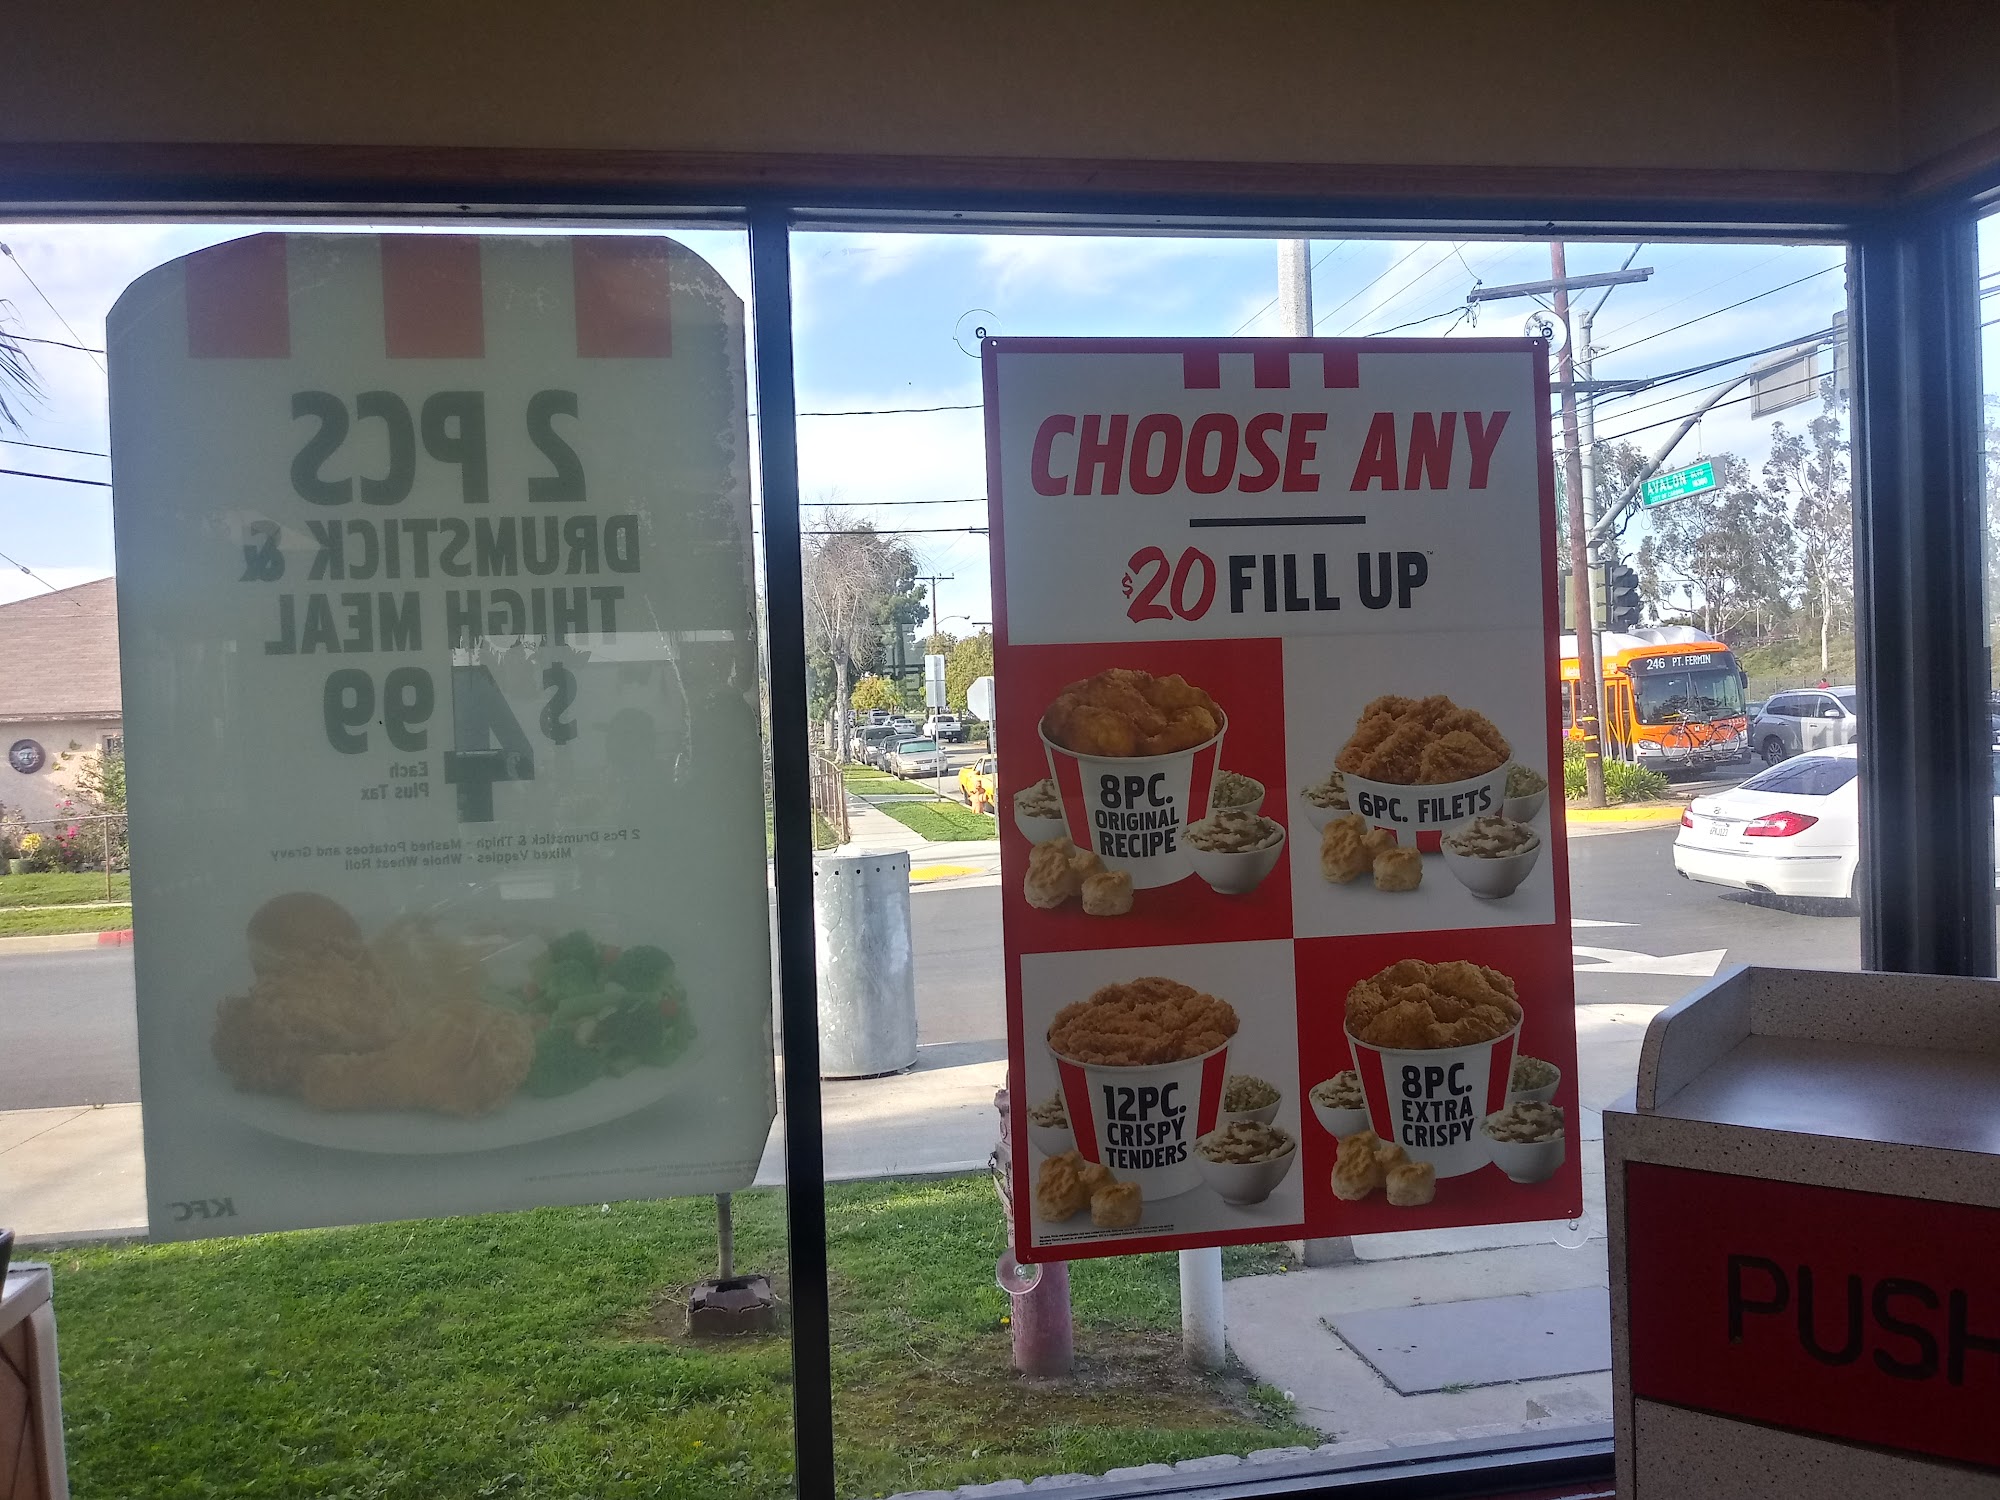 2 PCS
DRUMSTICK &
THIGH MEAL
$4 99
Each
Plus Tax
2 Pcs Drumstick & Thigh - Mashed Potatoes and Gravy
Mixed Veggies - Whole Wheat Roll
KFC
CHOOSE ANY
$20 FILL UP™
8PC.
ORIGINAL
RECIPE
6PC. FILETS
12PC.
CRISPY
TENDERS
8PC.
EXTRA
CRISPY
AVALON BLVD
246 PT. FERMIN
PUSH